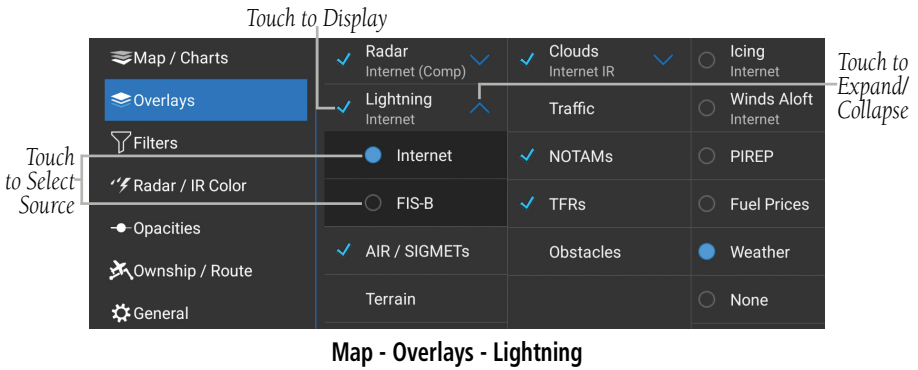 Touch to Display
Map / Charts
Overlays
Filters
Radar / IR Color
Opacities
Ownship / Route
General
Touch
to Select
Source
Radar
Internet (Comp)
Lightning
Internet
Internet
FIS-B
AIR / SIGMETs
Terrain
Clouds
Internet IR
Traffic
NOTAMs
TFRs
Obstacles
Icing
Internet
Winds Aloft
Internet
PIREP
Fuel Prices
Weather
None
Touch to
Expand/
Collapse
Map - Overlays - Lightning